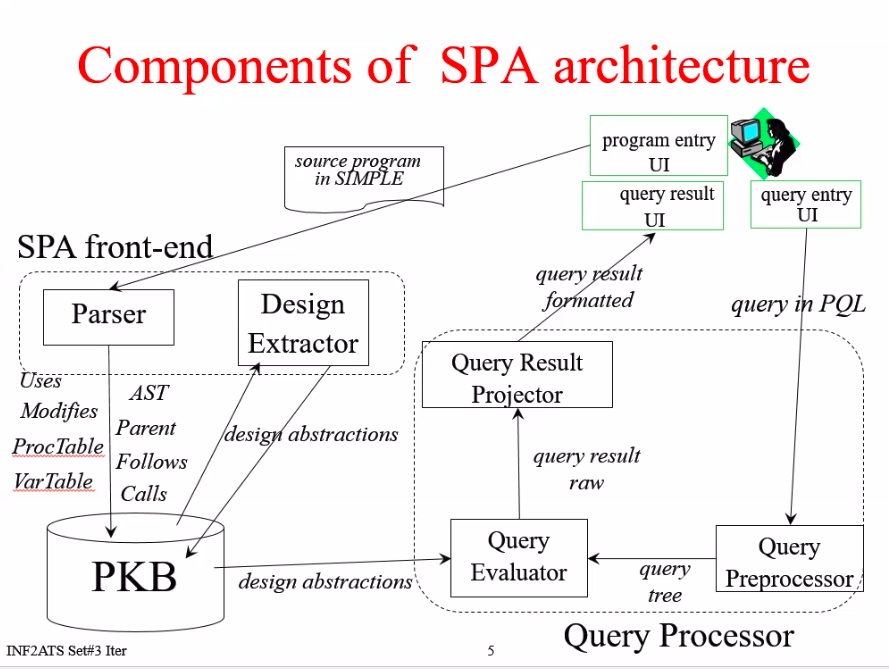 Components of SPA architecture
program entry
UI
source program
in SIMPLE
query result
UI
query entry
UI
SPA front-end
query result
formatted
query in PQL
Parser
Design
Extractor
Query Result
Projector
Uses
Modifies
ProcTable
VarTable
AST
Parent
Follows
Calls
design abstractions
query result
raw
PKB
design abstractions
Query
Evaluator
query
tree
Query
Preprocessor
Query Processor
INF2ATS Set#3 Iter
5